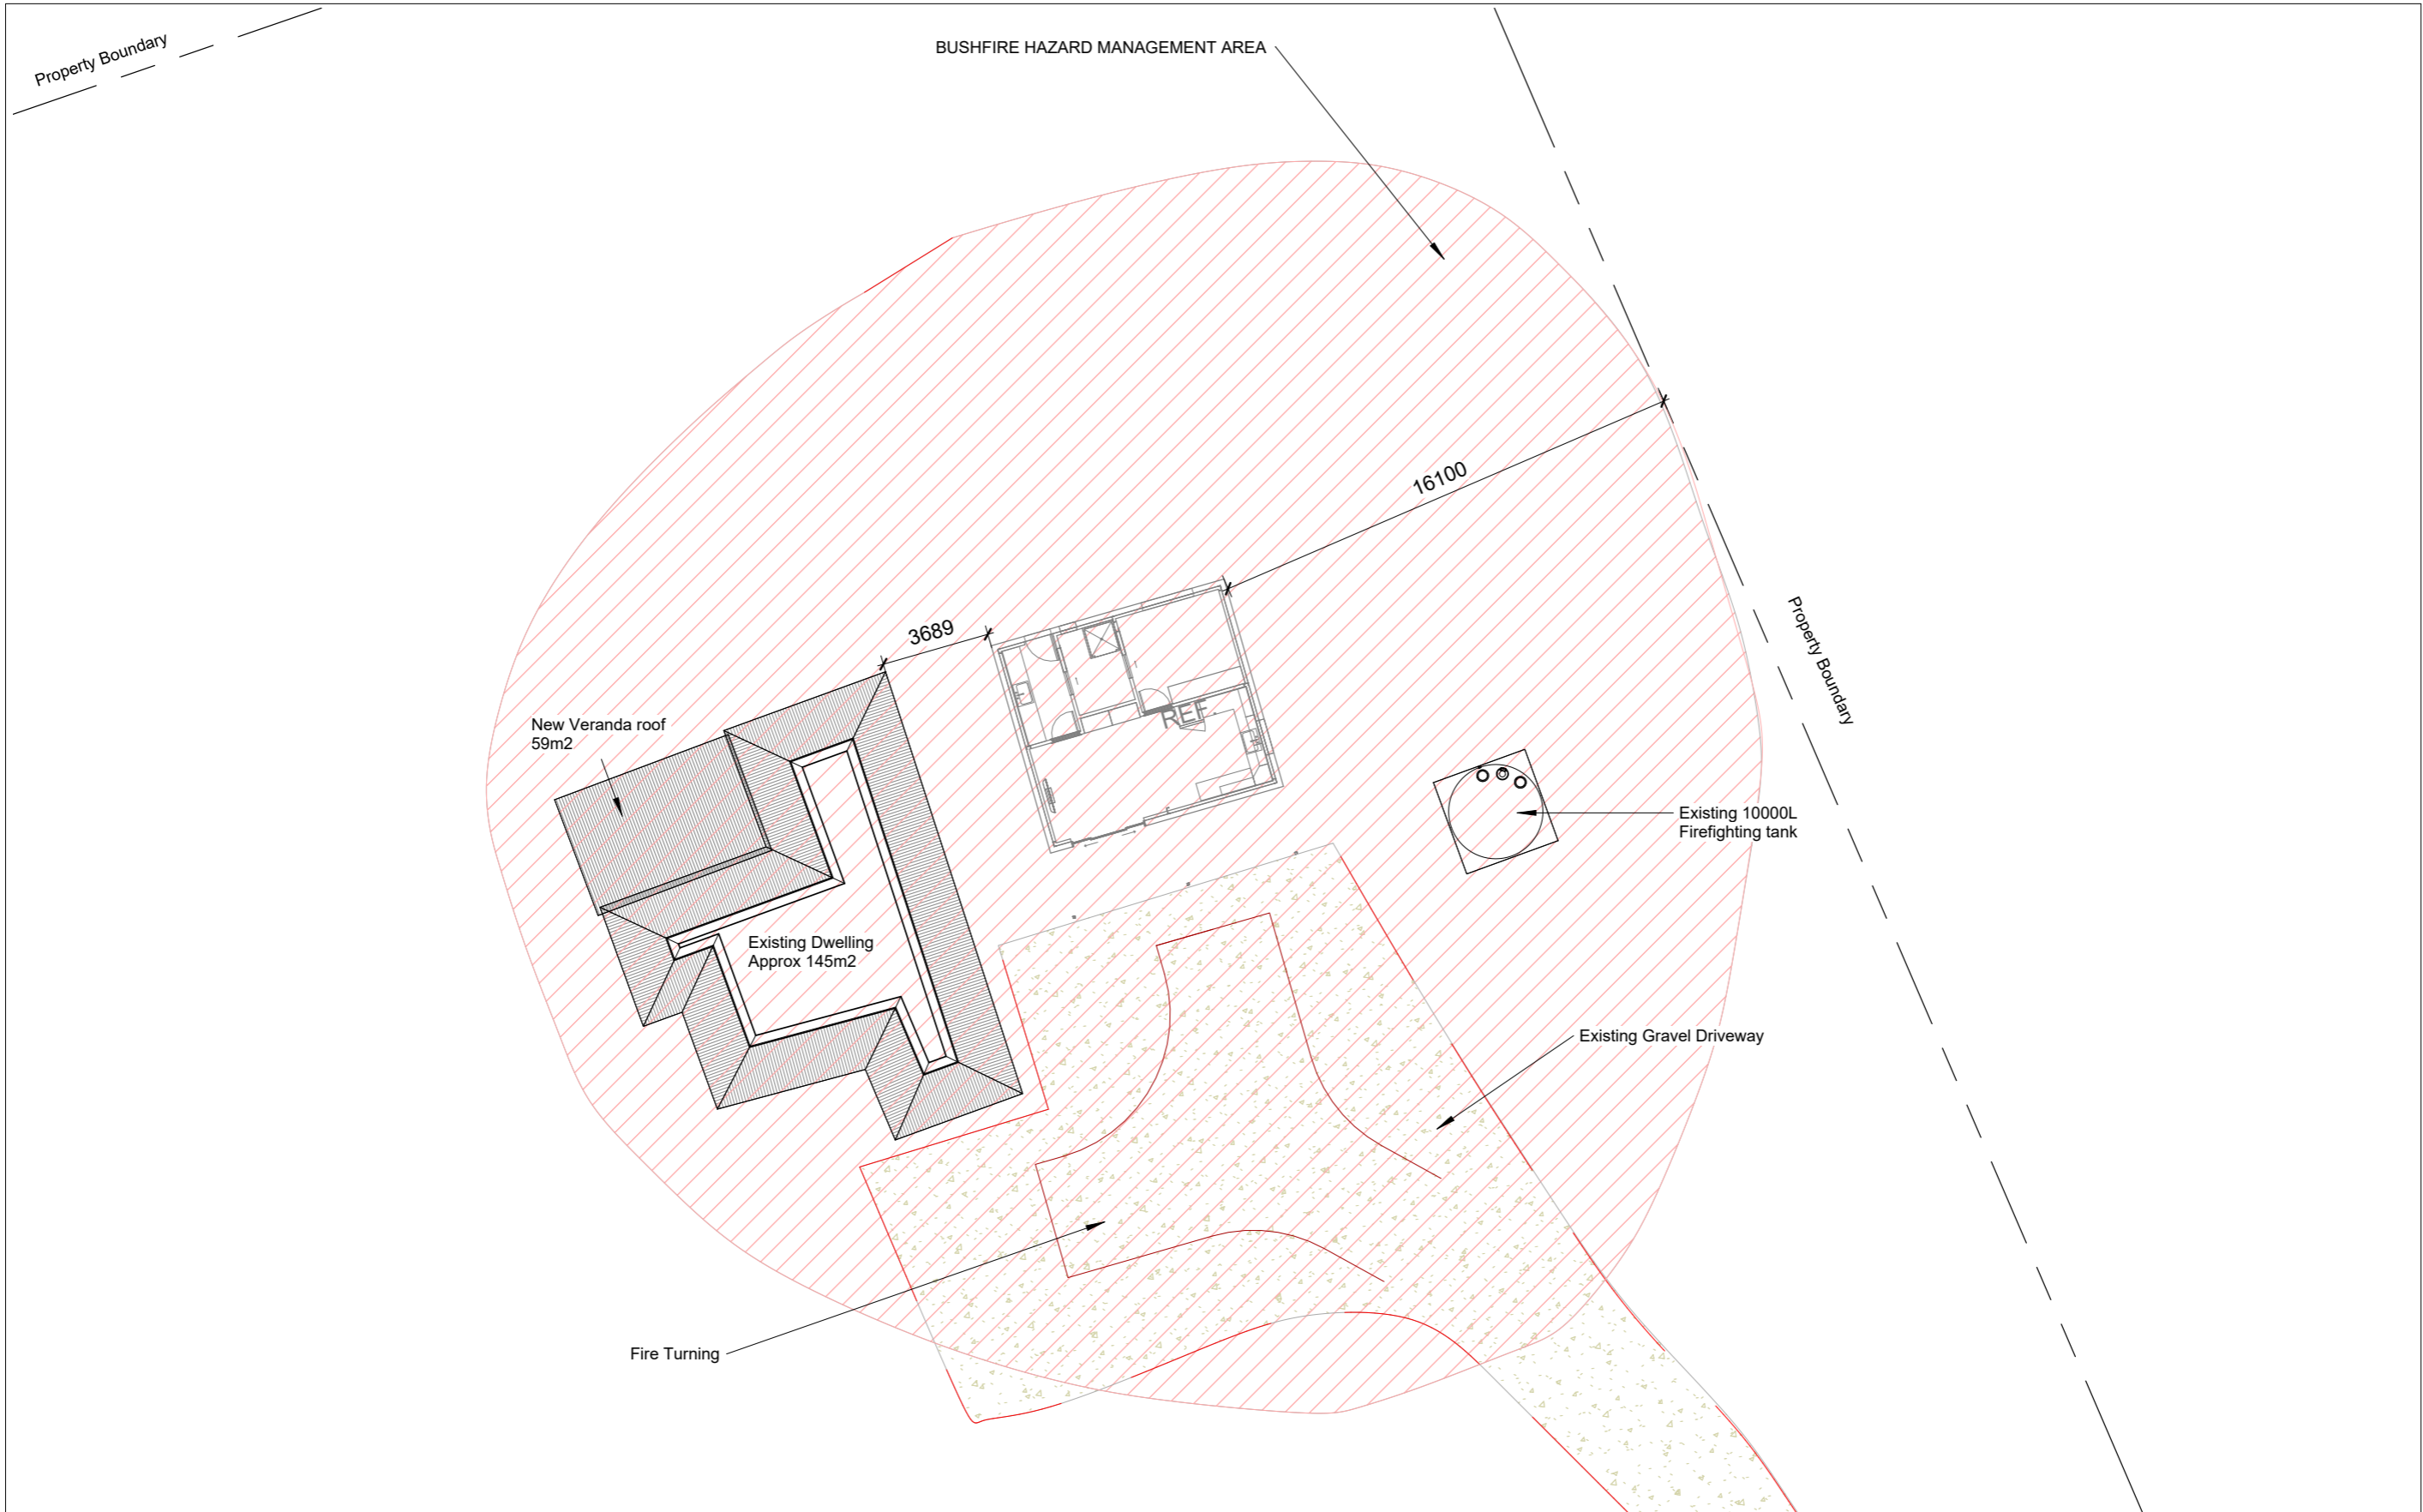 Property Boundary
BUSHFIRE HAZARD MANAGEMENT AREA
16100
3689
Property Boundary
New Veranda roof
59m2
REF
Existing 10000L
Firefighting tank
Existing Dwelling
Approx 145m2
Existing Gravel Driveway
Fire Turning